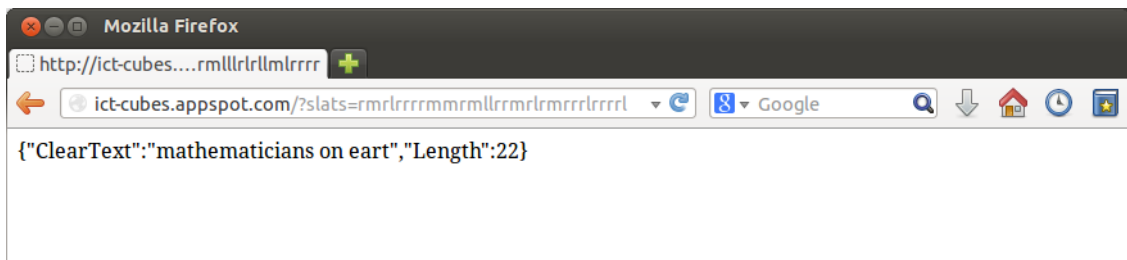 Mozilla Firefox
http://ict-cubes....rmlllrlrllmlrrrr
ict-cubes.appspot.com/?slats=rmrlrrrrmmrmllrrmrlrmrrrlrrrrl
8 Google
{"ClearText":"mathematicians on eart","Length":22}